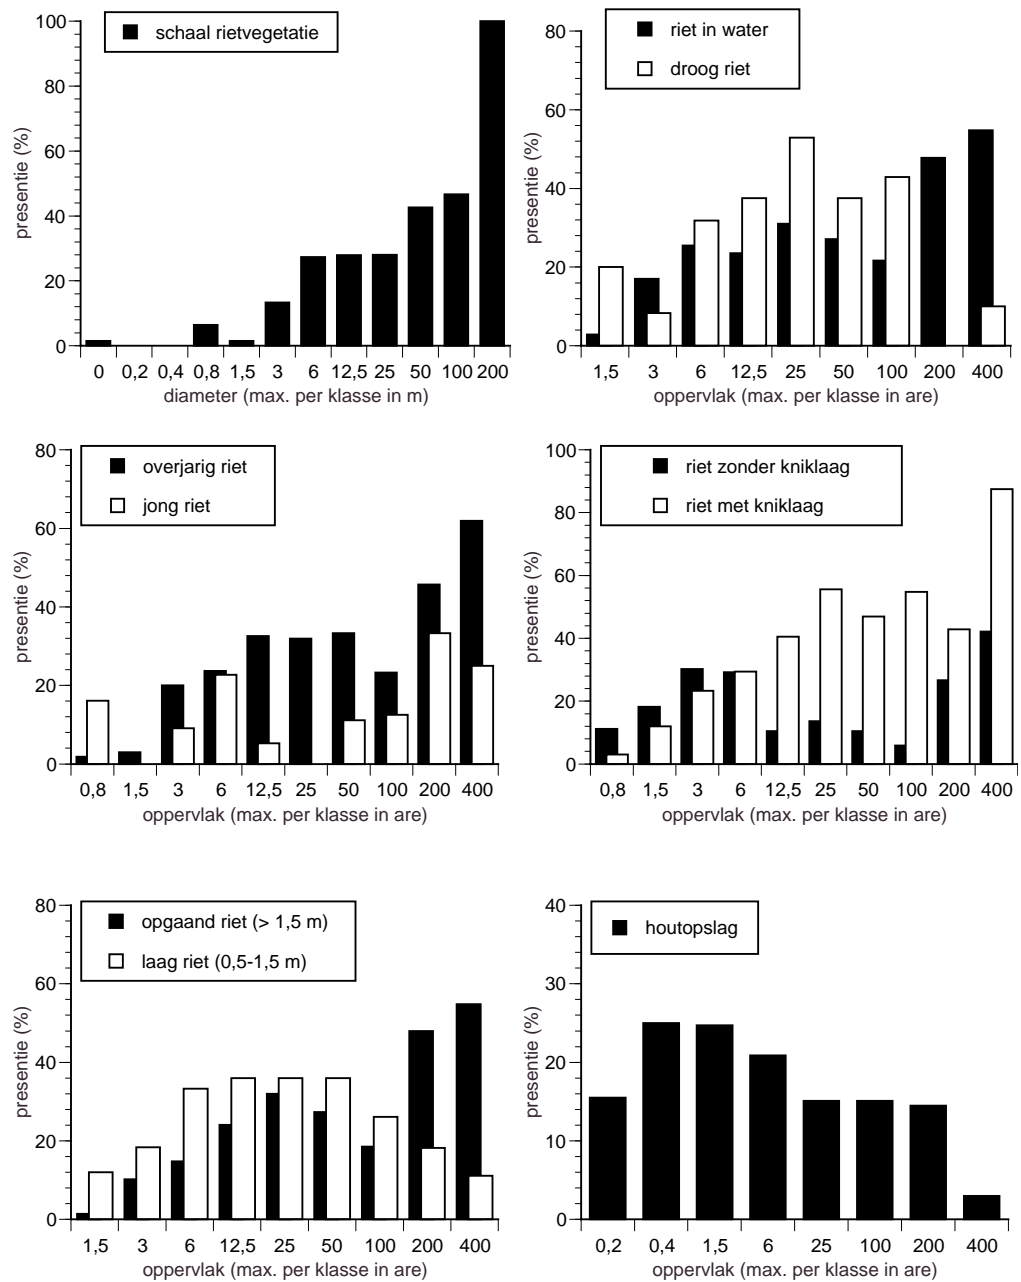 schaal rietvegetatie
presentie (%)
100
80
60
40
20
0
0 0,2 0,4 0,8 1,5 3 6 12,5 25 50 100 200
diameter (max. per klasse in m)
riet in water
droog riet
presentie (%)
80
60
40
20
0
1,5 3 6 12,5 25 50 100 200 400
oppervlak (max. per klasse in are)
overjarig riet
jong riet
presentie (%)
80
60
40
20
0
0,8 1,5 3 6 12,5 25 50 100 200 400
oppervlak (max. per klasse in are)
riet zonder kniklaag
riet met kniklaag
presentie (%)
100
80
60
40
20
0
0,8 1,5 3 6 12,5 25 50 100 200 400
oppervlak (max. per klasse in are)
opgaand riet (> 1,5 m)
laag riet (0,5-1,5 m)
presentie (%)
80
60
40
20
0
1,5 3 6 12,5 25 50 100 200 400
oppervlak (max. per klasse in are)
houtopslag
presentie (%)
40
30
20
10
0
0,2 0,4 1,5 6 25 100 200 400
oppervlak (max. per klasse in are)